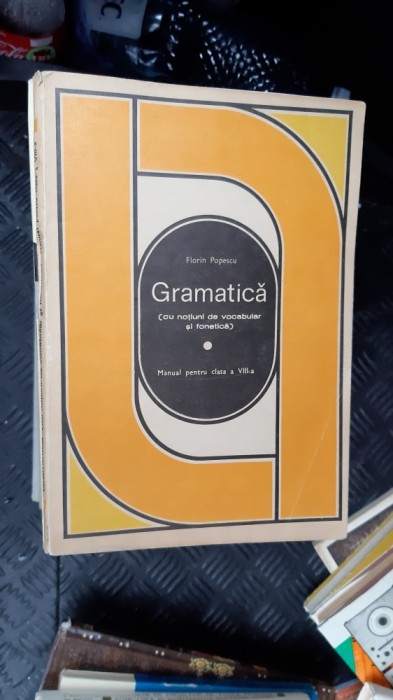 Florin Popescu
Gramatică
(cu noțiuni de vocabular
și fonetică)
Manual pentru clasa a VIII-a